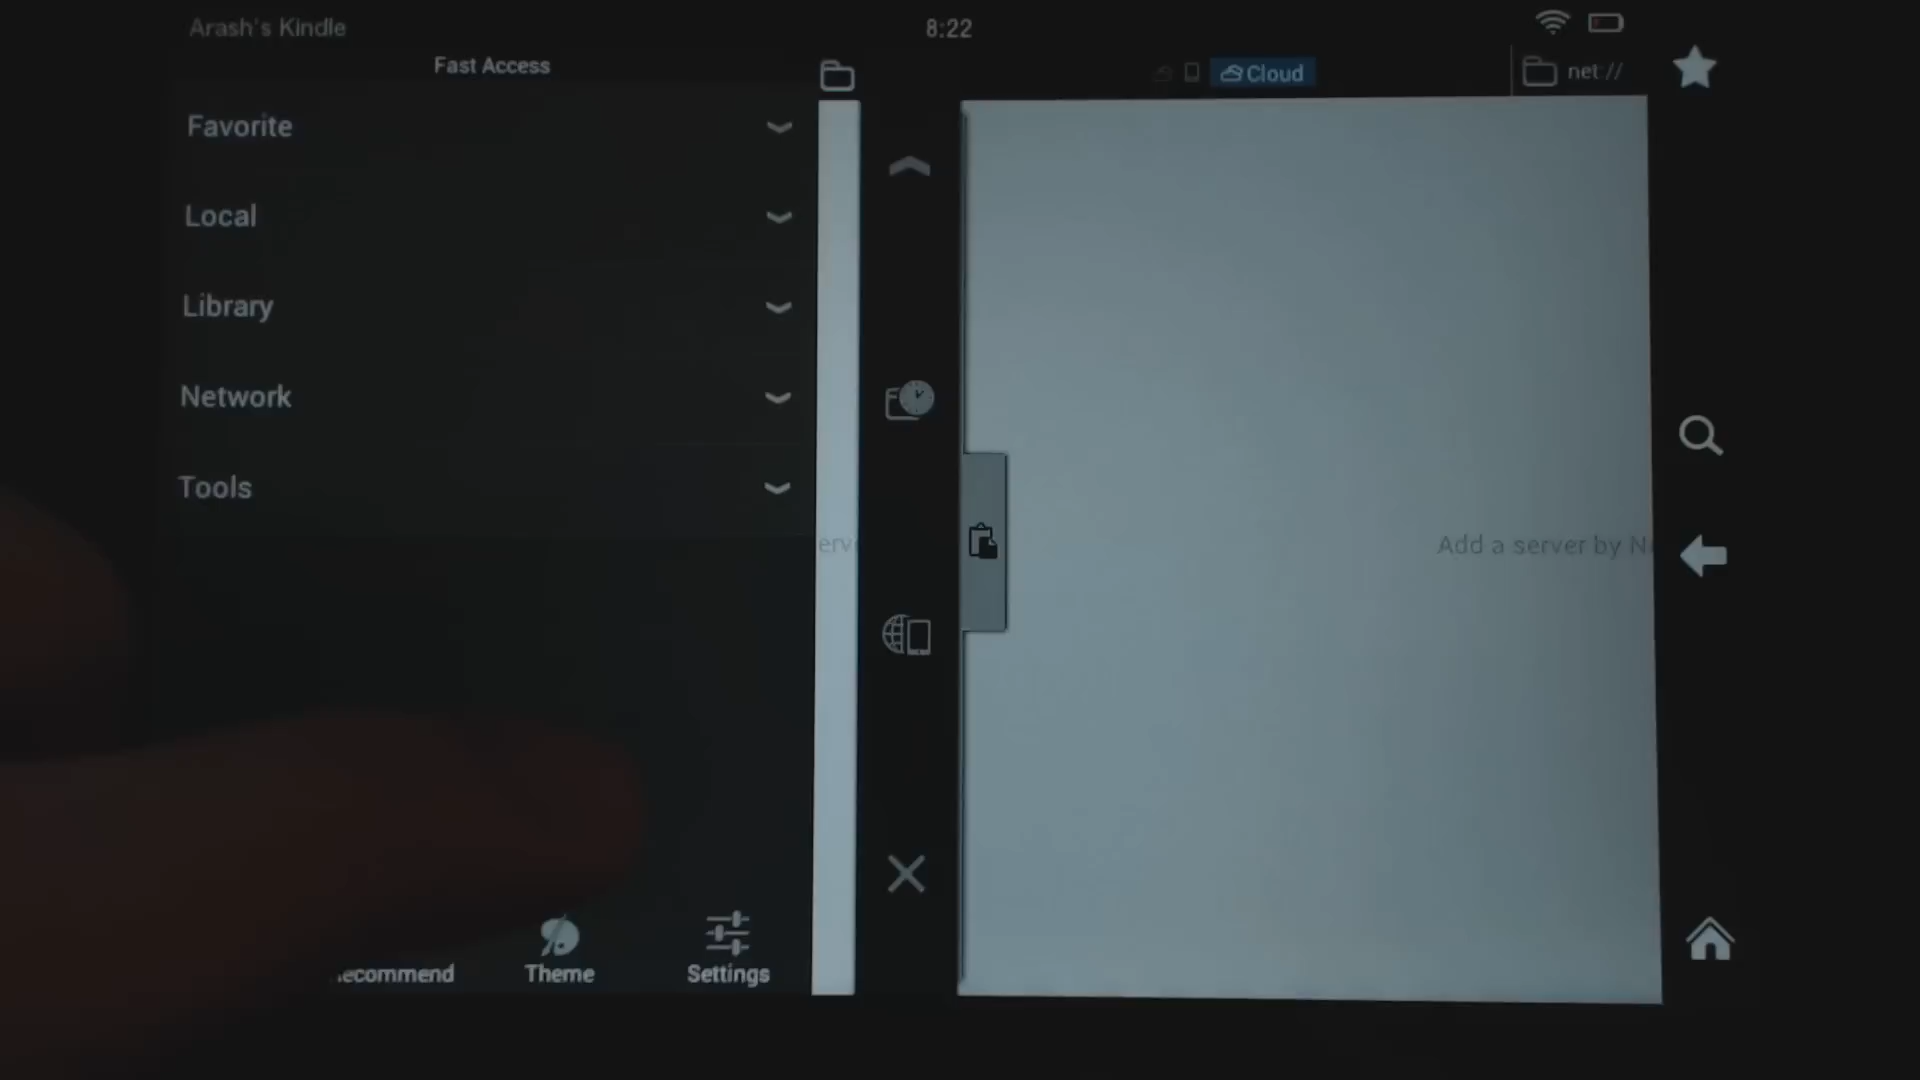 Arash's Kindle
8:22
Fast Access
Cloud
net://
Favorite
Local
Library
Network
Tools
Add a server by
Theme
Settings